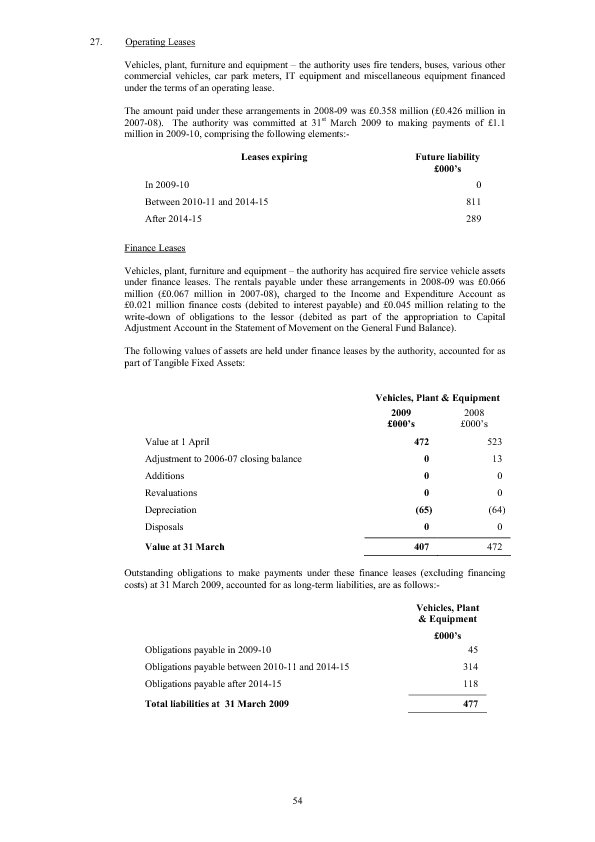 27. Operating Leases
Vehicles, plant, furniture and equipment – the authority uses fire tenders, buses, various other
commercial vehicles, car park meters, IT equipment and miscellaneous equipment financed
under the terms of an operating lease.
The amount paid under these arrangements in 2008-09 was £0.358 million (£0.426 million in
2007-08). The authority was committed at 31st March 2009 to making payments of £1.1
million in 2009-10, comprising the following elements:-
Leases expiring Future liability
£000's
In 2009-10 0
Between 2010-11 and 2014-15 811
After 2014-15 289
Finance Leases
Vehicles, plant, furniture and equipment – the authority has acquired fire service vehicle assets
under finance leases. The rentals payable under these arrangements in 2008-09 was £0.066
million (£0.067 million in 2007-08), charged to the Income and Expenditure Account as
£0.021 million finance costs (debited to interest payable) and £0.045 million relating to the
write-down of obligations to the lessor (debited as part of the appropriation to Capital
Adjustment Account in the Statement of Movement on the General Fund Balance).
The following values of assets are held under finance leases by the authority, accounted for as
part of Tangible Fixed Assets:
Vehicles, Plant & Equipment
2009 2008
£000's £000's
Value at 1 April 472 523
Adjustment to 2006-07 closing balance 0 13
Additions 0 0
Revaluations 0 0
Depreciation (65) (64)
Disposals 0 0
Value at 31 March 407 472
Outstanding obligations to make payments under these finance leases (excluding financing
costs) at 31 March 2009, accounted for as long-term liabilities, are as follows:-
Vehicles, Plant
& Equipment
£000's
Obligations payable in 2009-10 45
Obligations payable between 2010-11 and 2014-15 314
Obligations payable after 2014-15 118
Total liabilities at 31 March 2009 477
54